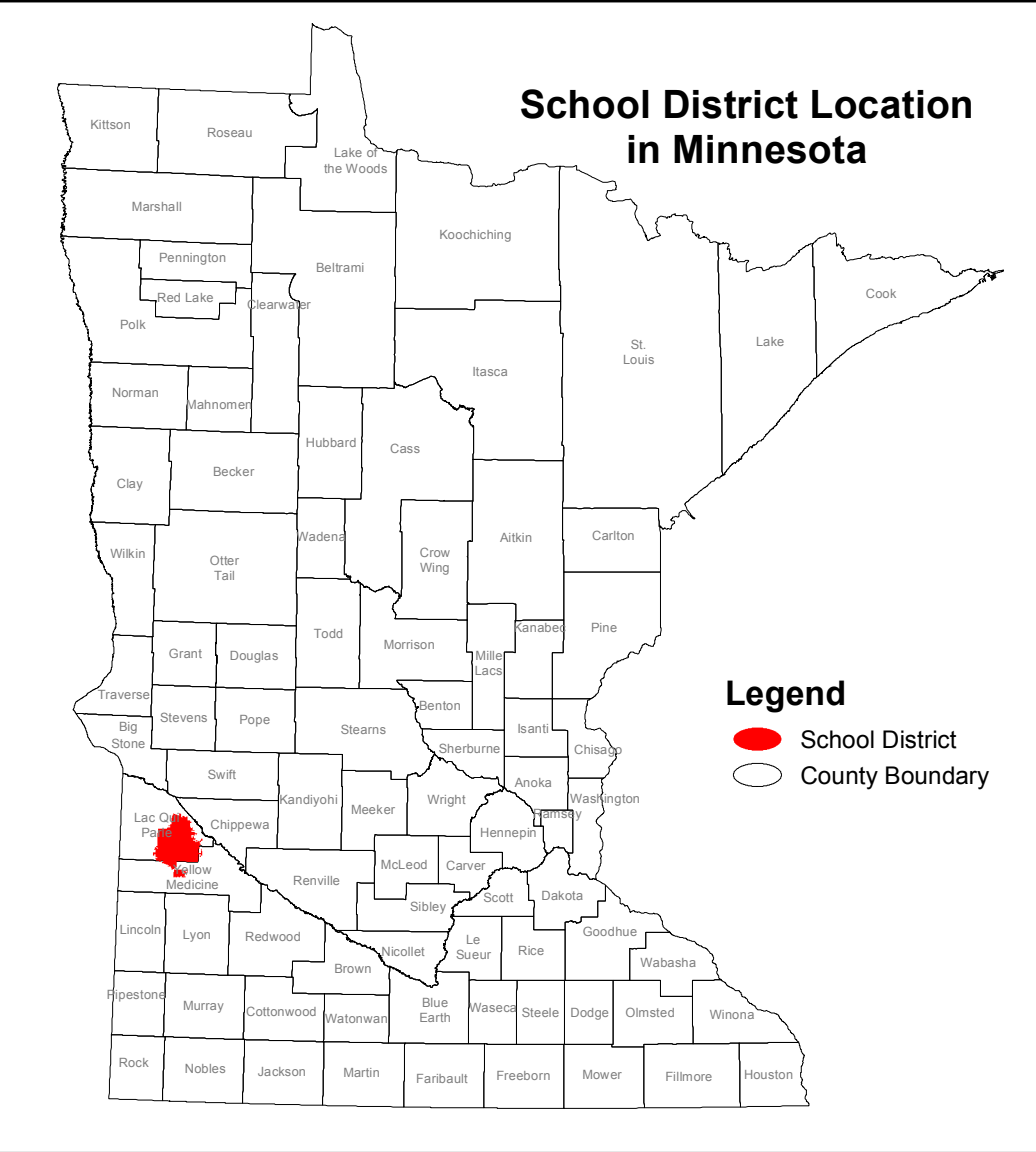 School District Location
in Minnesota
Kittson
Roseau
Lake of
the Woods
Marshall
Koochiching
Pennington
Beltrami
Red Lake
Clearwater
Cook
Polk
St.
Louis
Lake
Itasca
Norman
Mahnomen
Hubbard
Cass
Becker
Clay
Wadena
Aitkin
Carlton
Wilkin
Crow
Wing
Otter
Tail
Todd
Kanabec
Pine
Morrison
Grant
Douglas
Mille
Lacs
Traverse
Benton
Legend
Stevens
Pope
Stearns
Isanti
Big
Stone
Sherburne
Chisago
School District
Swift
Anoka
County Boundary
Kandiyohi
Meeker
Wright
Washington
Ramsey
Lac Qui
Parle
Chippewa
Hennepin
McLeod
Carver
Yellow
Medicine
Renville
Scott
Dakota
Sibley
Lincoln
Lyon
Redwood
Goodhue
Nicollet
Le
Sueur
Rice
Brown
Wabasha
Pipestone
Murray
Cottonwood
Watonwan
Blue
Earth
Waseca
Steele
Dodge
Olmsted
Winona
Rock
Nobles
Jackson
Martin
Faribault
Freeborn
Mower
Fillmore
Houston